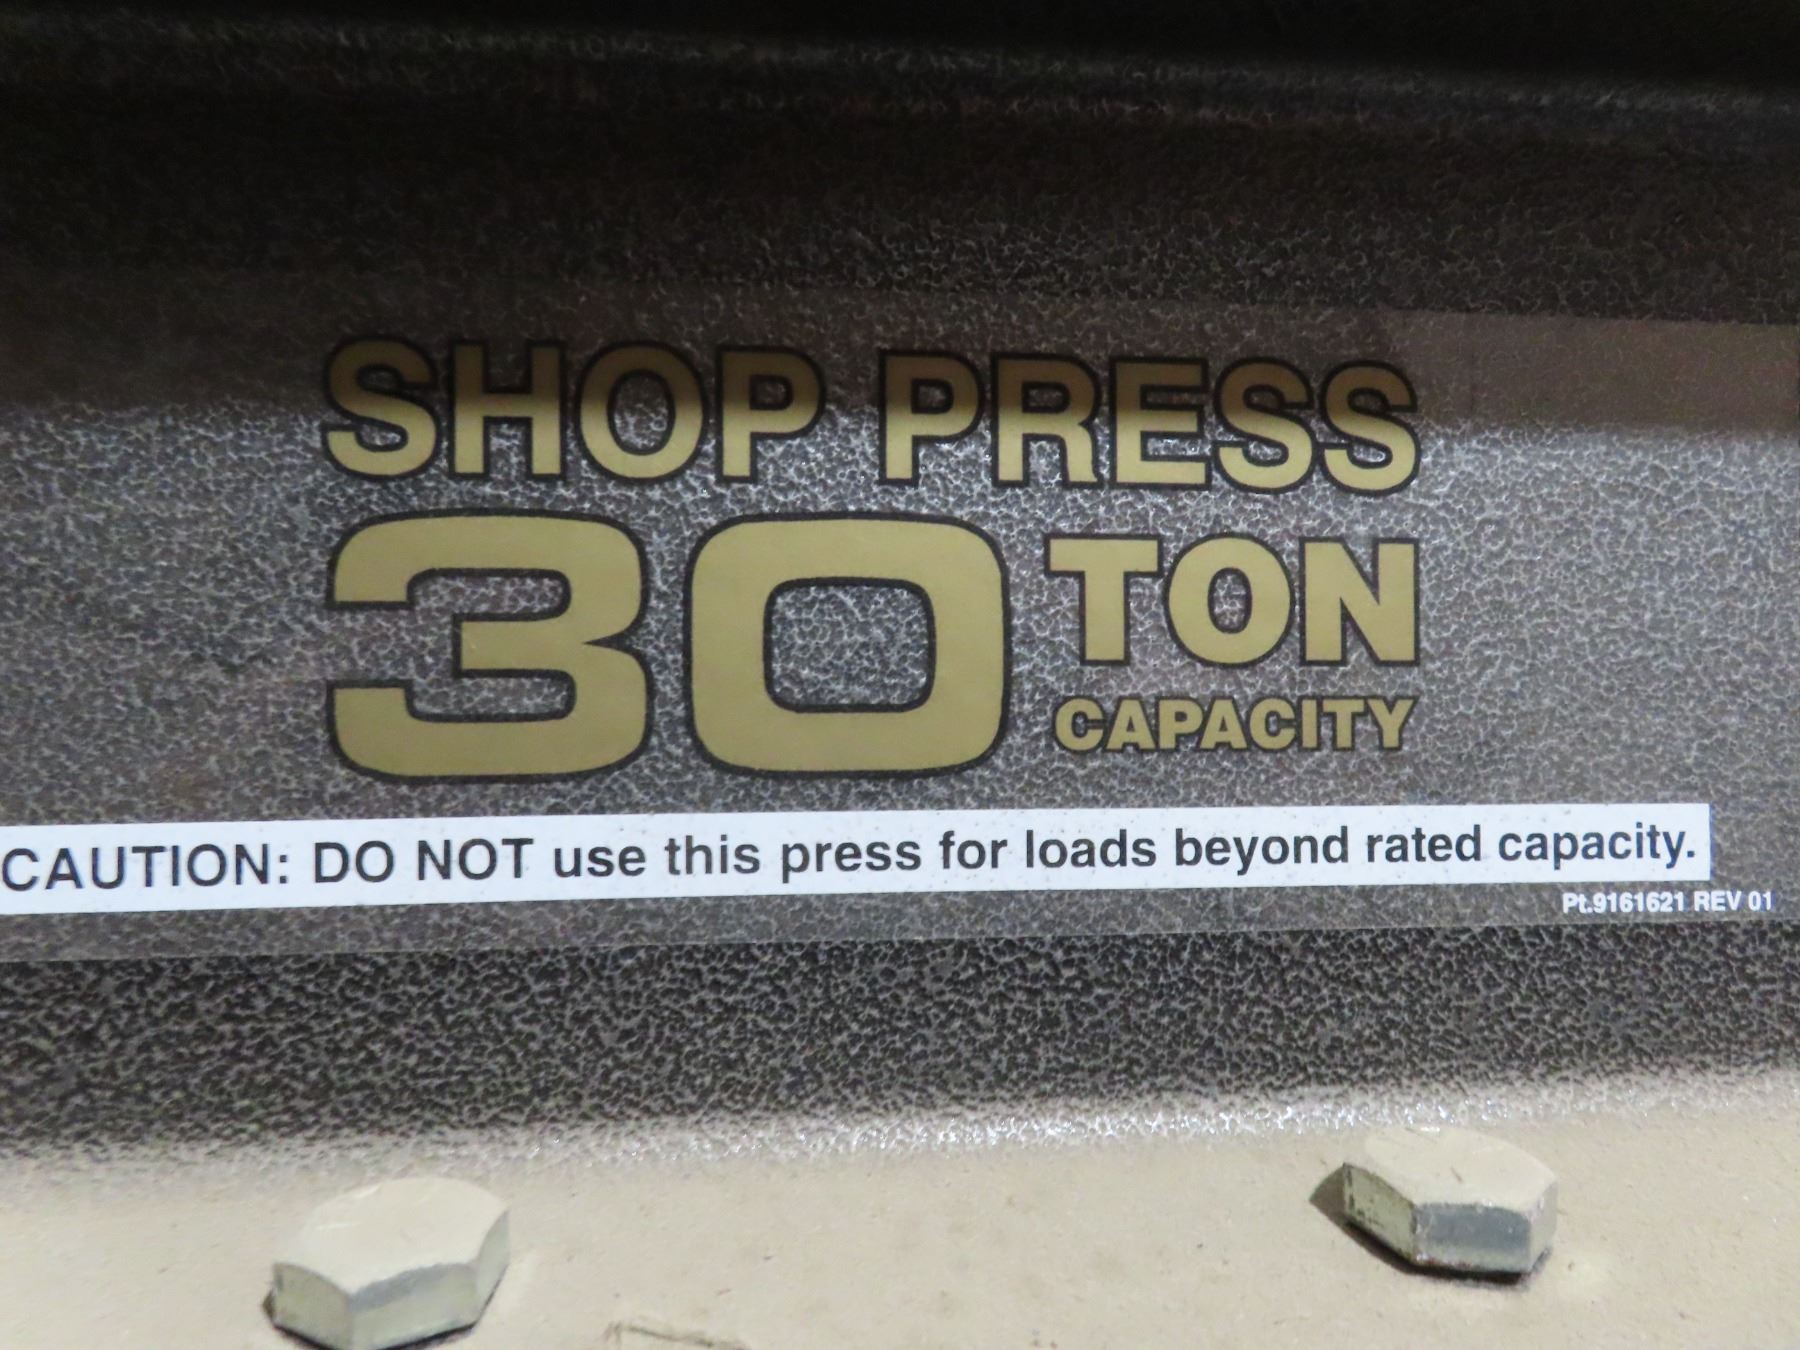 SHOP PRESS
30 TON
CAPACITY
CAUTION: DO NOT use this press for loads beyond rated capacity.
Pt.9161621 REV 01